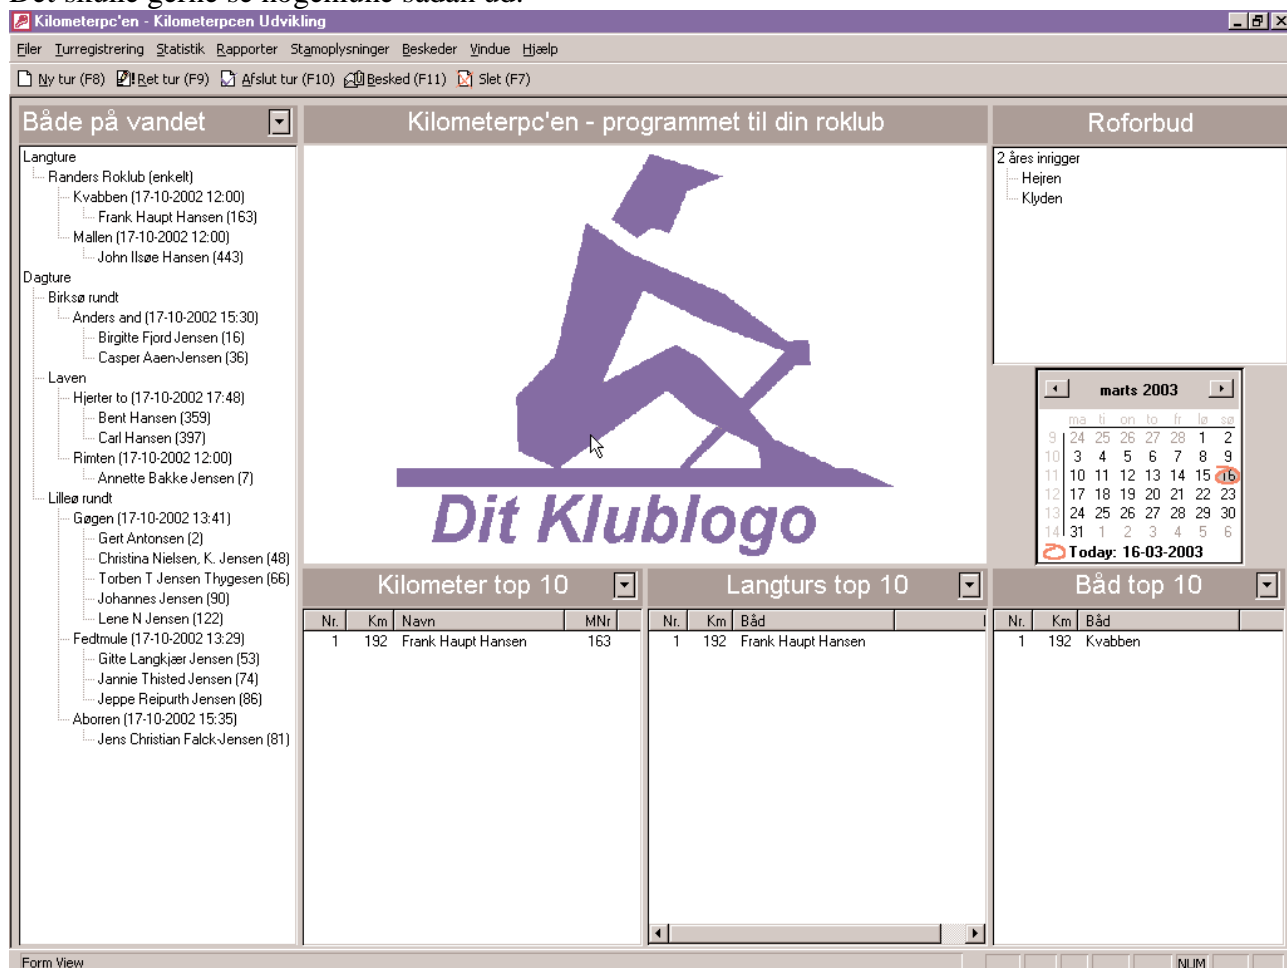 Det skulle gerne se nogenlune sådan ud:
Kilometerpc'en - Kilometerpcen Udvikling
Filer Turregistrering Statistik Rapporter Stamoplysninger Beskeder Vindue Hjælp
Ny tur (F8) Ret tur (F9) Afslut tur (F10) Besked (F11) Slet (F7)
Både på vandet
Langture
Randers Roklub (enkelt)
Kvabben (17-10-2002 12:00)
Frank Haupt Hansen (163)
Mallen (17-10-2002 12:00)
John Ilsøe Hansen (443)
Dagture
Birksø rundt
Anders and (17-10-2002 15:30)
Birgitte Fjord Jensen (16)
Casper Aaen-Jensen (36)
Laven
Hjerter to (17-10-2002 17:48)
Bent Hansen (359)
Carl Hansen (397)
Rimten (17-10-2002 12:00)
Annette Bakke Jensen (7)
Lilleø rundt
Gøgen (17-10-2002 13:41)
Gert Antonsen (2)
Christina Nielsen, K. Jensen (48)
Torben T Jensen Thygesen (66)
Johannes Jensen (90)
Lene N Jensen (122)
Fedtmule (17-10-2002 13:29)
Gitte Langkjær Jensen (53)
Jannie Thisted Jensen (74)
Jeppe Reipurth Jensen (86)
Aborren (17-10-2002 15:35)
Jens Christian Falck-Jensen (81)
Kilometerpc'en - programmet til din roklub
Dit Klublogo
Roforbud
2 åres inrigger
Hejren
Klyden
marts 2003
ma ti on to fr lø sø
9 24 25 26 27 28 1 2
10 3 4 5 6 7 8 9
11 10 11 12 13 14 15 16
12 17 18 19 20 21 22 23
13 24 25 26 27 28 29 30
14 31 1 2 3 4 5 6
Today: 16-03-2003
Kilometer top 10
Nr. Km Navn MNr
1 192 Frank Haupt Hansen 163
Langturs top 10
Nr. Km Båd
1 192 Frank Haupt Hansen
Båd top 10
Nr. Km Båd
1 192 Kvabben
Form View
NUM